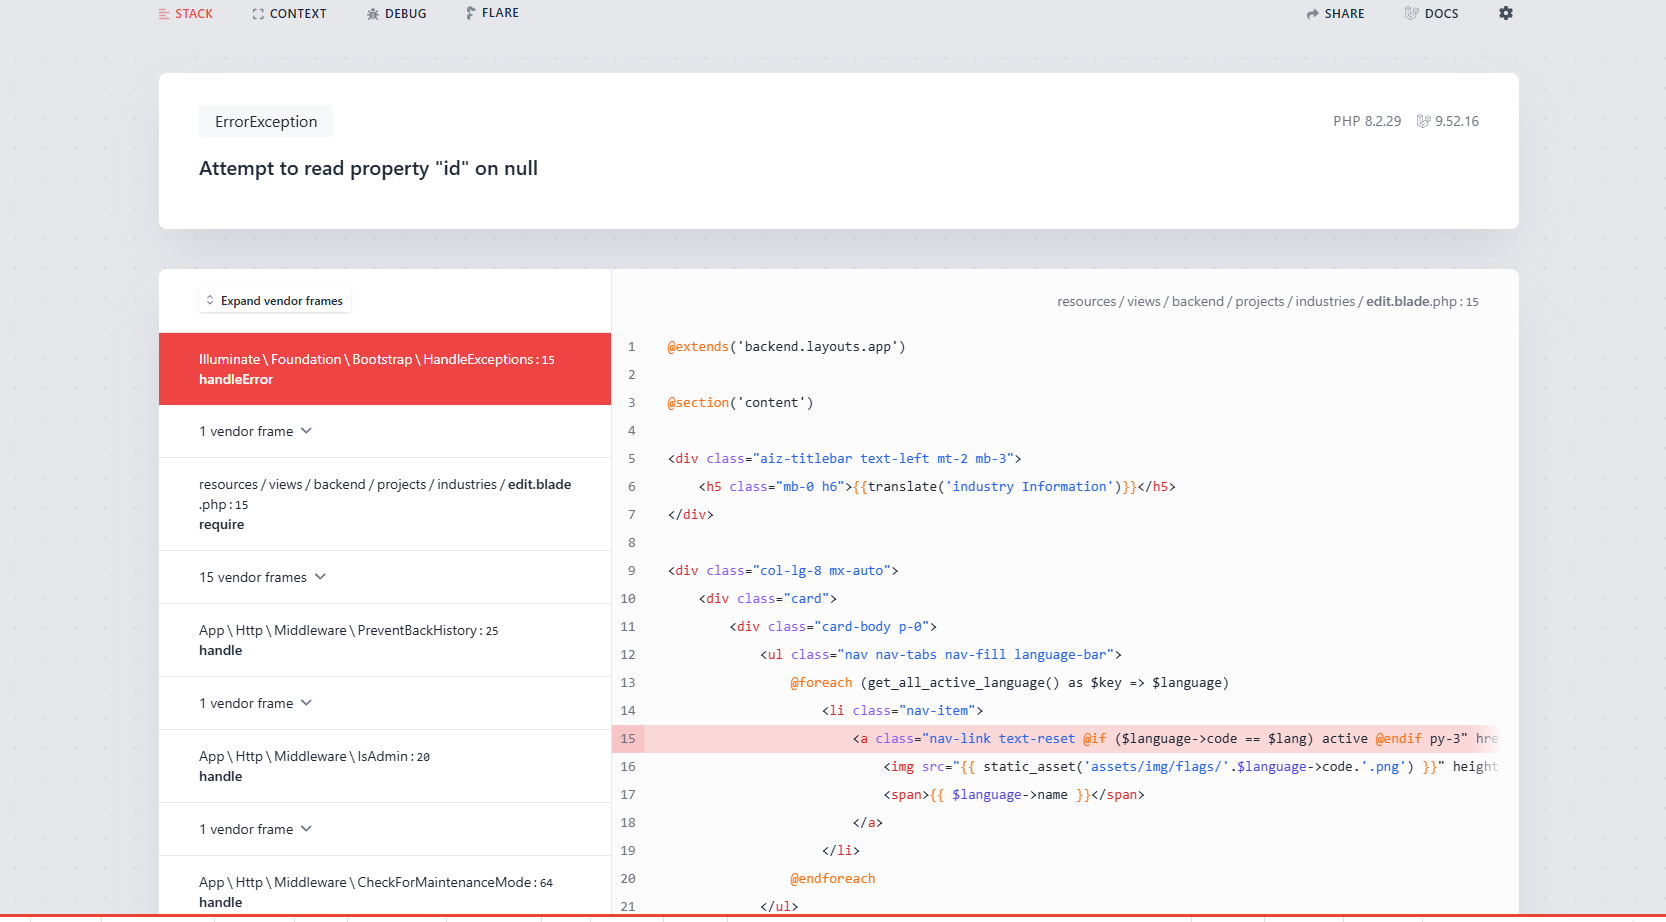 STACK CONTEXT DEBUG FLARE SHARE DOCS
ErrorException
PHP 8.2.29 9.52.16
Attempt to read property "id" on null
Expand vendor frames
Illuminate \ Foundation \ Bootstrap \ HandleExceptions : 15
handleError
1 vendor frame
resources / views / backend / projects / industries / edit.blade
.php : 15
require
15 vendor frames
App \ Http \ Middleware \ PreventBackHistory : 25
handle
1 vendor frame
App \ Http \ Middleware \ IsAdmin : 20
handle
1 vendor frame
App \ Http \ Middleware \ CheckForMaintenanceMode : 64
handle
resources / views / backend / projects / industries / edit.blade.php : 15
1 @extends('backend.layouts.app')
2
3 @section('content')
4
5 <div class="aiz-titlebar text-left mt-2 mb-3">
6 <h5 class="mb-0 h6">{{translate('industry Information')}}</h5>
7 </div>
8
9 <div class="col-lg-8 mx-auto">
10 <div class="card">
11 <div class="card-body p-0">
12 <ul class="nav nav-tabs nav-fill language-bar">
13 @foreach (get_all_active_language() as $key => $language)
14 <li class="nav-item">
15 <a class="nav-link text-reset @if ($language->code == $lang) active @endif py-3" hre
16 <img src="{{ static_asset('assets/img/flags/'.$language->code.'.png') }}" height
17 <span>{{ $language->name }}</span>
18 </a>
19 </li>
20 @endforeach
21 </ul>